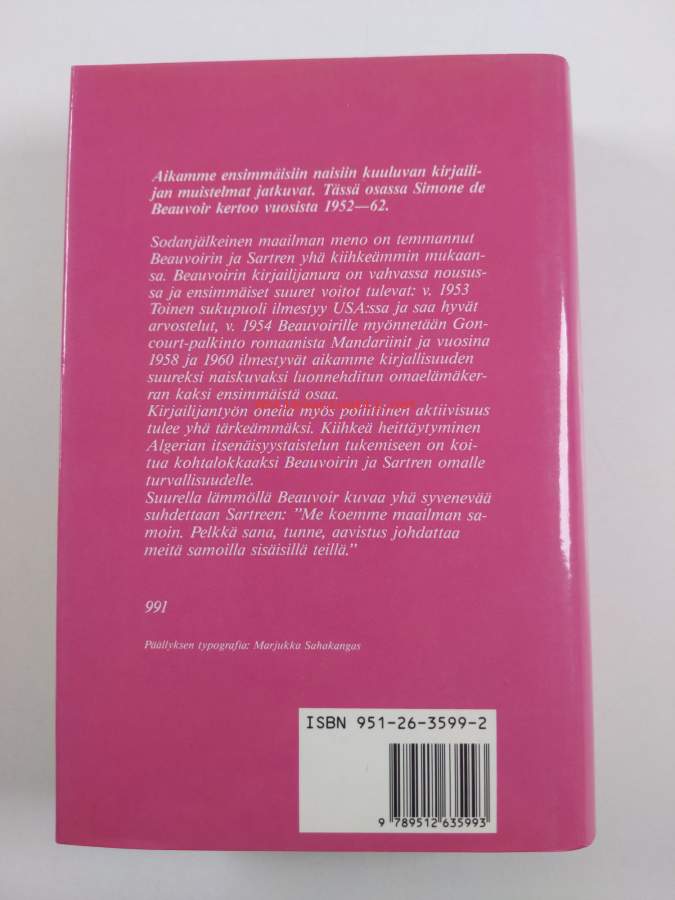 Aikamme ensimmäisiin naisiin kuuluvan kirjaili-
jan muistelmat jatkuvat. Tässä osassa Simone de
Beauvoir kertoo vuosista 1952—62.
Sodanjälkeinen maailman meno on temmannut
Beauvoirin ja Sartren yhä kiihkeämmin mukaan-
sa. Beauvoirin kirjailijanura on vahvassa nousus-
sa ja ensimmäiset suuret voitot tulevat: v. 1953
Toinen sukupuoli ilmestyy USA:ssa ja saa hyvät
arvostelut, v. 1954 Beauvoirille myönnetään Gon-
court-palkinto romaanista Mandariinit ja vuosina
1958 ja 1960 ilmestyvät aikamme kirjallisuuden
suureksi naiskuvaksi luonnehditun omaelämäker-
ran kaksi ensimmäistä osaa.
Kirjailijantyön ohella myös poliittinen aktiivisuus
tulee yhä tärkeämmäksi. Kiihkeä heittäytyminen
Algerian itsenäisyystaistelun tukemiseen on koi-
tua kohtalokkaaksi Beauvoirin ja Sartren omalle
turvallisuudelle.
Suurella lämmöllä Beauvoir kuvaa yhä syvenevää
suhdettaan Sartreen: ”Me koemme maailman sa-
moin. Pelkkä sana, tunne, aavistus johdattaa
meitä samoilla sisäisillä teillä.”
991
Päällyksen typografia: Marjukka Sahakangas
ISBN 951-26-3599-2
9 789512 635993